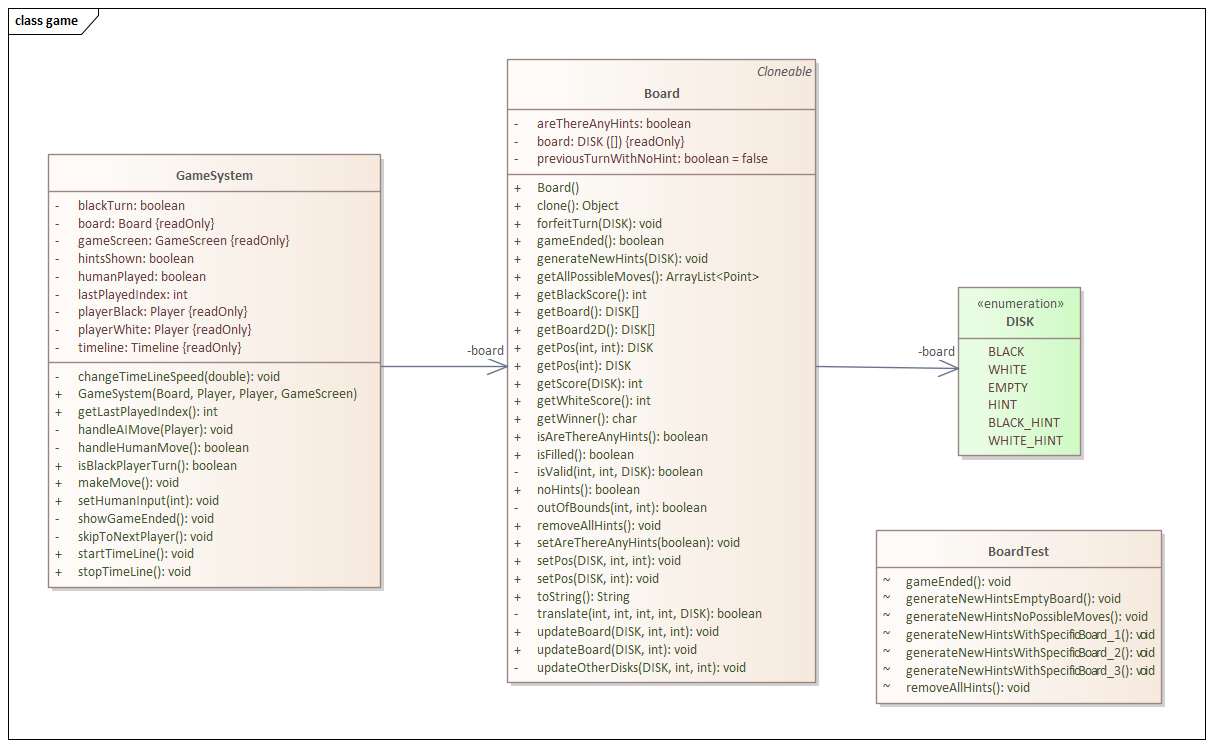 class game
GameSystem
- blackTurn: boolean
- board: Board {readOnly}
- gameScreen: GameScreen {readOnly}
- hintsShown: boolean
- humanPlayed: boolean
- lastPlayedIndex: int
- playerBlack: Player {readOnly}
- playerWhite: Player {readOnly}
- timeline: Timeline {readOnly}
- changeTimeLineSpeed(double): void
+ GameSystem(Board, Player, Player, GameScreen)
+ getLastPlayedIndex(): int
- handleAIMove(Player): void
- handleHumanMove(): boolean
+ isBlackPlayerTurn(): boolean
+ makeMove(): void
+ setHumanInput(int): void
- showGameEnded(): void
- skipToNextPlayer(): void
+ startTimeLine(): void
+ stopTimeLine(): void
-board
Cloneable
Board
- areThereAnyHints: boolean
- board: DISK ([]) {readOnly}
- previousTurnWithNoHint: boolean = false
+ Board()
+ clone(): Object
+ forfeitTurn(DISK): void
+ gameEnded(): boolean
+ generateNewHints(DISK): void
+ getAllPossibleMoves(): ArrayList<Point>
+ getBlackScore(): int
+ getBoard(): DISK[]
+ getBoard2D(): DISK[]
+ getPos(int, int): DISK
+ getPos(int): DISK
+ getScore(DISK): int
+ getWhiteScore(): int
+ getWinner(): char
+ isAreThereAnyHints(): boolean
+ isFilled(): boolean
- isValid(int, int, DISK): boolean
+ noHints(): boolean
- outOfBounds(int, int): boolean
+ removeAllHints(): void
+ setAreThereAnyHints(boolean): void
+ setPos(DISK, int, int): void
+ setPos(DISK, int): void
+ toString(): String
- translate(int, int, int, int, DISK): boolean
+ updateBoard(DISK, int, int): void
+ updateBoard(DISK, int): void
- updateOtherDisks(DISK, int, int): void
-board
«enumeration»
DISK
BLACK
WHITE
EMPTY
HINT
BLACK_HINT
WHITE_HINT
BoardTest
~ gameEnded(): void
~ generateNewHintsEmptyBoard(): void
~ generateNewHintsNoPossibleMoves(): void
~ generateNewHintsWithSpecificBoard_1(): void
~ generateNewHintsWithSpecificBoard_2(): void
~ generateNewHintsWithSpecificBoard_3(): void
~ removeAllHints(): void